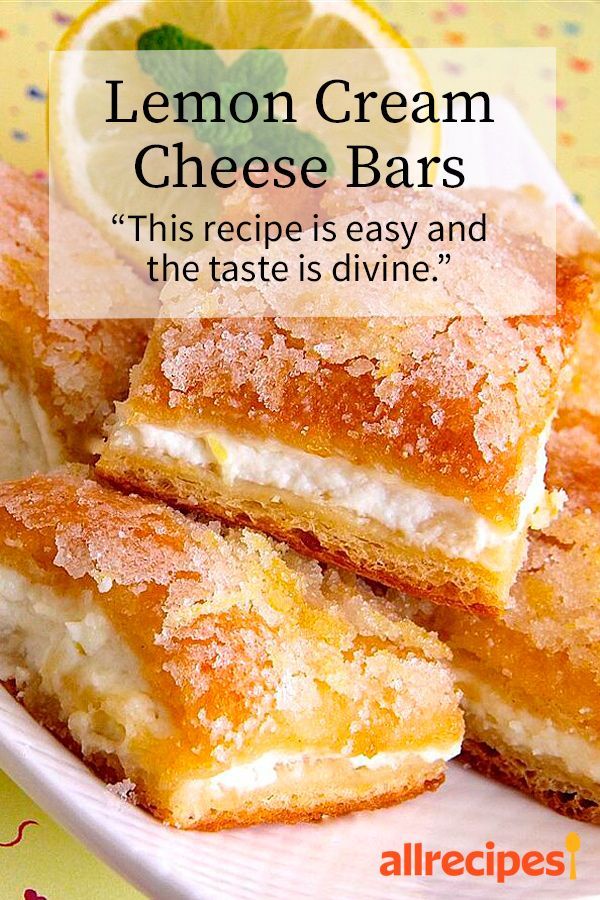 Lemon Cream
Cheese Bars
“This recipe is easy and
the taste is divine.”
allrecipes